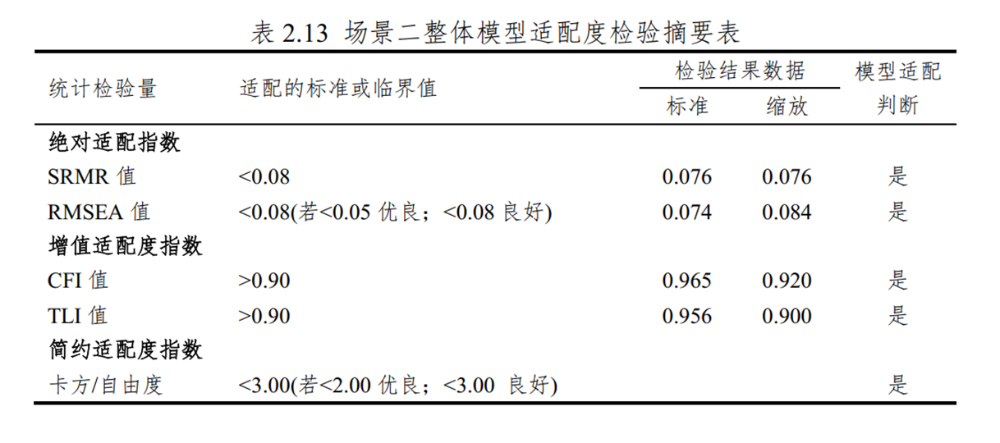 表 2.13 场景二整体模型适配度检验摘要表
统计检验量 适配的标准或临界值 检验结果数据 模型适配判断
标准 缩放
绝对适配指数
SRMR 值 <0.08 0.076 0.076 是
RMSEA 值 <0.08(若<0.05 优良；<0.08 良好) 0.074 0.084 是
增值适配度指数
CFI 值 >0.90 0.965 0.920 是
TLI 值 >0.90 0.956 0.900 是
简约适配度指数
卡方/自由度 <3.00(若<2.00 优良；<3.00 良好) 是